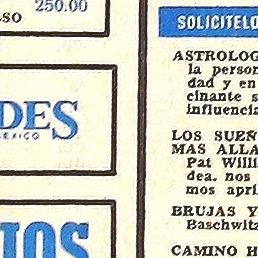 250.00
SO
DES
MEXICO
IOS
SOLICITELO
ASTROLOG
la person
dad y en
cinante s
influencia
LOS SUEÑ
MAS ALLA
Pat Willi
dea. nos
mos apri
BRUJAS Y
Baschwitz
CAMINO H